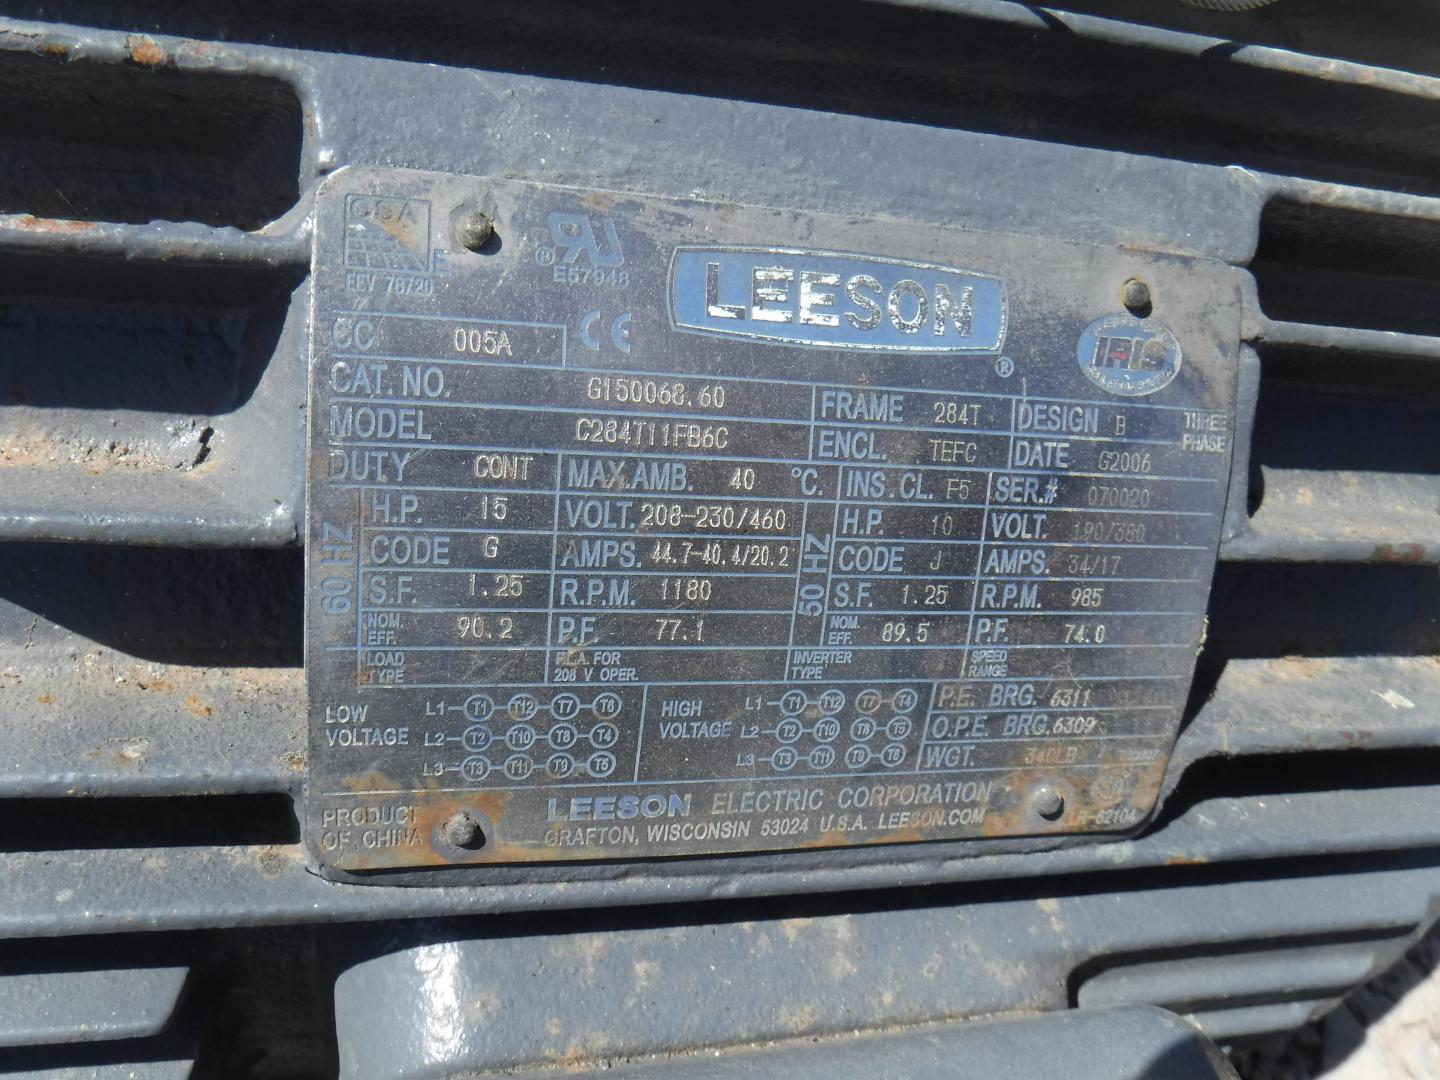 E
EEV 78720
® E57948
CE
LEESON ®
IRIS
CC 005A
CAT. NO. G150068.60 FRAME 284T DESIGN B THREE PHASE
MODEL C284T11FB6C ENCL. TEFC DATE G2006
DUTY CONT MAX. AMB. 40 °C. INS. CL. F5 SER.# 070020
60 HZ H.P. 15 VOLT. 208-230/460 50 HZ H.P. 10 VOLT. 190/380
CODE G AMPS. 44.7-40.4/20.2 CODE J AMPS. 34/17
S.F. 1.25 R.P.M. 1180 S.F. 1.25 R.P.M. 985
NOM. EFF. 90.2 P.F. 77.1 NOM. EFF. 89.5 P.F. 74.0
LOAD TYPE F.L.A. FOR 208 V OPER. INVERTER TYPE SPEED RANGE
LOW VOLTAGE
L1 T1 T12 T7 T6
L2 T2 T10 T8 T4
L3 T3 T11 T9 T5
HIGH VOLTAGE
L1 T1 T12 T7 T4
L2 T2 T10 T8 T5
L3 T3 T11 T9 T6
P.E. BRG. 6311
O.P.E. BRG. 6309
WGT. 340LB
PRODUCT OF CHINA
LEESON ELECTRIC CORPORATION
GRAFTON, WISCONSIN 53024 U.S.A. LEESON.COM
LR-62104